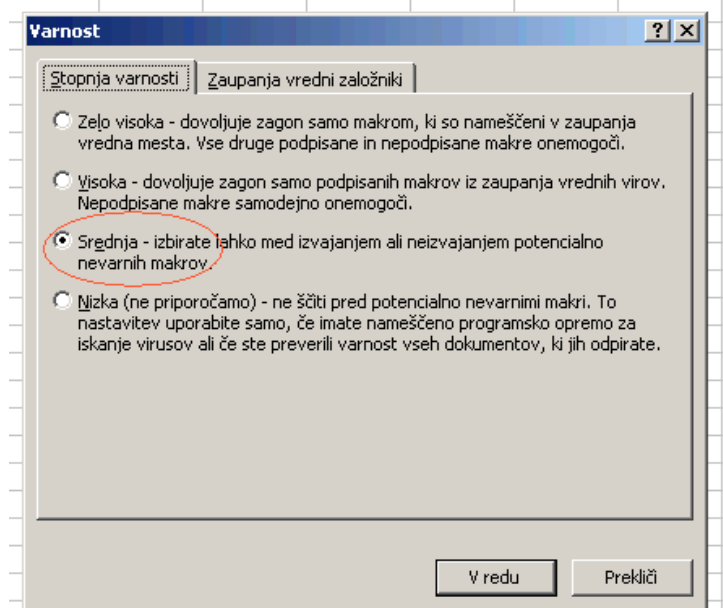 Varnost
Stopnja varnosti
Zaupanja vredni založniki
Zelo visoka - dovoljuje zagon samo makrom, ki so nameščeni v zaupanja
vredna mesta. Vse druge podpisane in nepodpisane makre onemogoči.
Visoka - dovoljuje zagon samo podpisanih makrov iz zaupanja vrednih virov.
Nepodpisane makre samodejno onemogoči.
Srednja - izbirate lahko med izvajanjem ali neizvajanjem potencialno
nevarnih makrov.
Nizka (ne priporočamo) - ne ščiti pred potencialno nevarnimi makri. To
nastavitev uporabite samo, če imate nameščeno programsko opremo za
iskanje virusov ali če ste preverili varnost vseh dokumentov, ki jih odpirate.
V redu
Prekliči